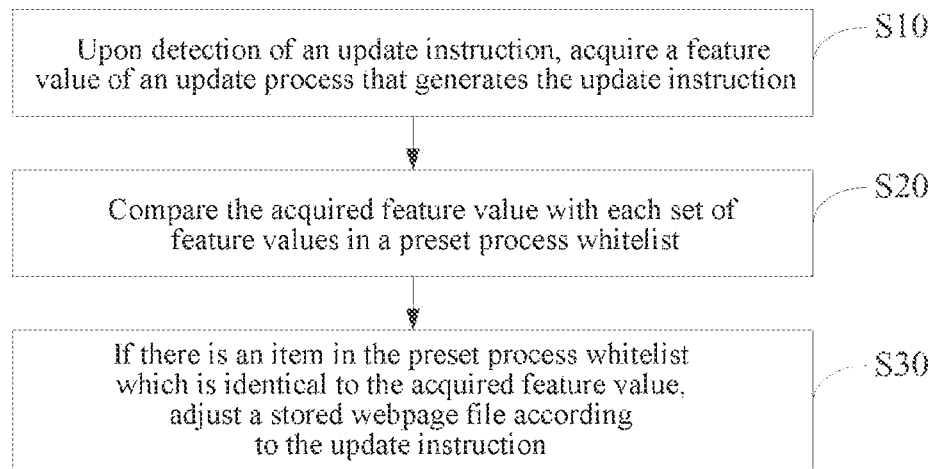 Upon detection of an update instruction, acquire a feature
value of an update process that generates the update instruction
S10
Compare the acquired feature value with each set of
feature values in a preset process whitelist
S20
If there is an item in the preset process whitelist
which is identical to the acquired feature value,
adjust a stored webpage file according
to the update instruction
S30